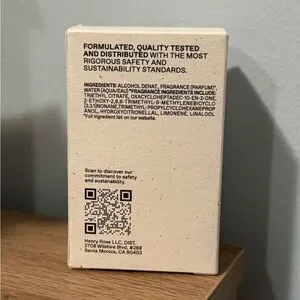 FORMULATED, QUALITY TESTED
AND DISTRIBUTED WITH THE MOST
RIGOROUS SAFETY AND
SUSTAINABILITY STANDARDS.
INGREDIENTS: ALCOHOL DENAT., FRAGRANCE (PARFUM)*,
WATER (AQUA/EAU) *FRAGRANCE INGREDIENTS INCLUDE:
TRIETHYL CITRATE, OXACYCLOHEPTADEC-10-EN-2-ONE,
2-ETHOXY-2,6,6-TRIMETHYL-9-METHYLENEBICYCLO
[3.3.1]NONANE,TRIMETHYL-PROPYLCYCLOHEXANEPROP
ANOL, HYDROXYCITRONELLAL, LIMONENE, LINALOOL
*Full ingredient list on our website.
Scan to discover our
commitment to safety
and sustainability.
Henry Rose LLC, DIST.
2708 Wilshire Blvd, #268
Santa Monica, CA 90403